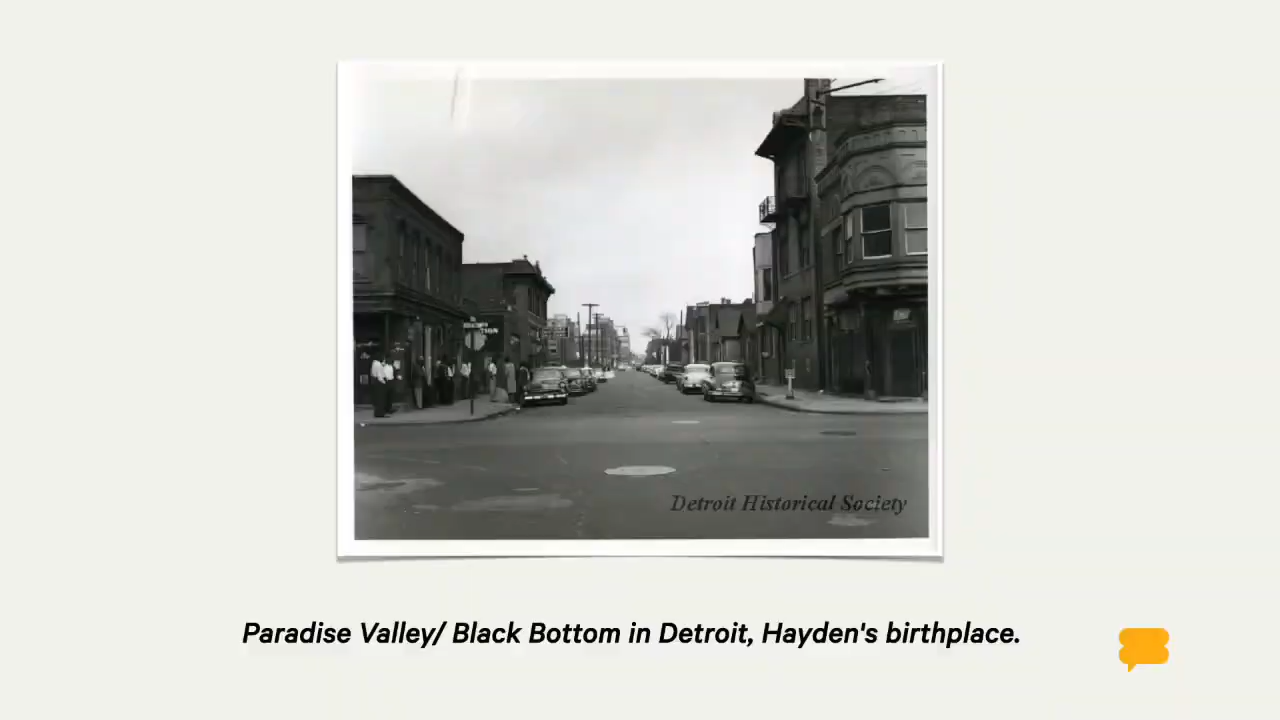 Detroit Historical Society
Paradise Valley/ Black Bottom in Detroit, Hayden's birthplace.